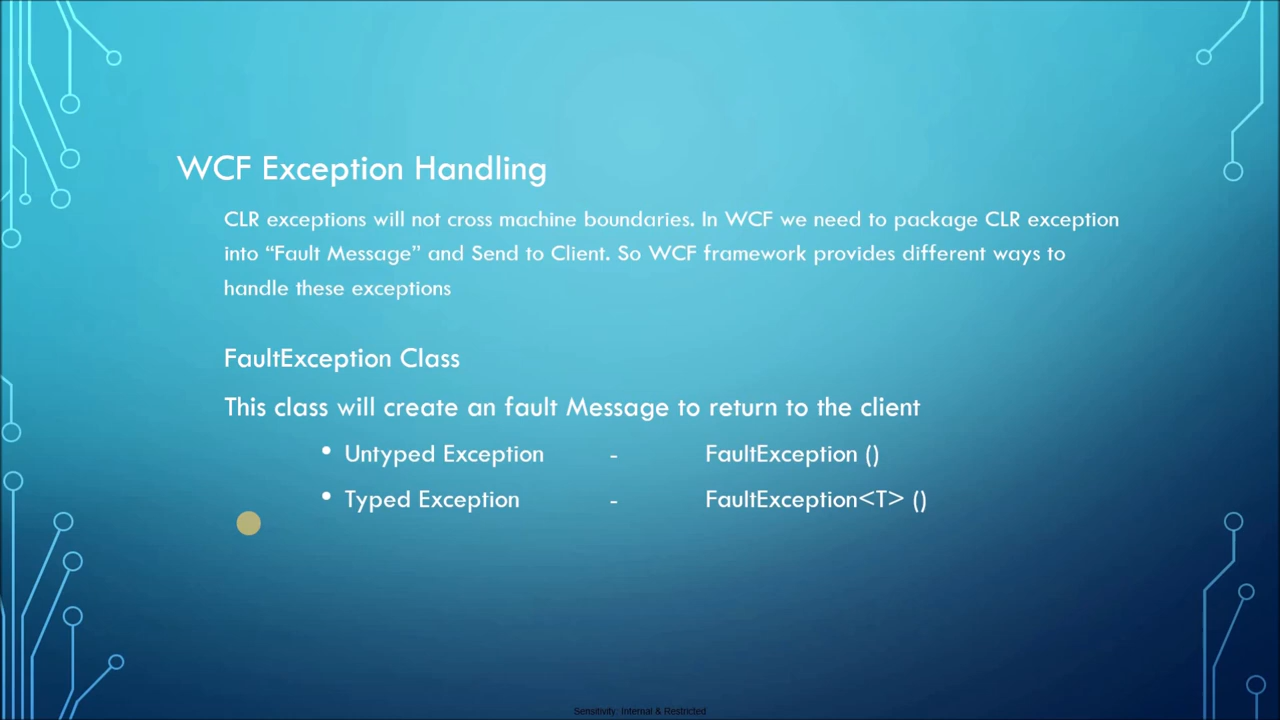 WCF Exception Handling
CLR exceptions will not cross machine boundaries. In WCF we need to package CLR exception
into “Fault Message” and Send to Client. So WCF framework provides different ways to
handle these exceptions
FaultException Class
This class will create an fault Message to return to the client
• Untyped Exception - FaultException ()
• Typed Exception - FaultException<T> ()
Sensitivity: Internal & Restricted